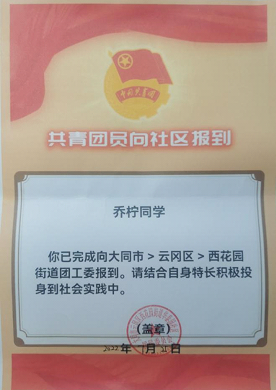 中国共青团
共青团员向社区报到
乔柠同学
你已完成向大同市 > 云冈区 > 西花园
街道团工委报到。请结合自身特长积极投
身到社会实践中。
(盖章)
年 月 日